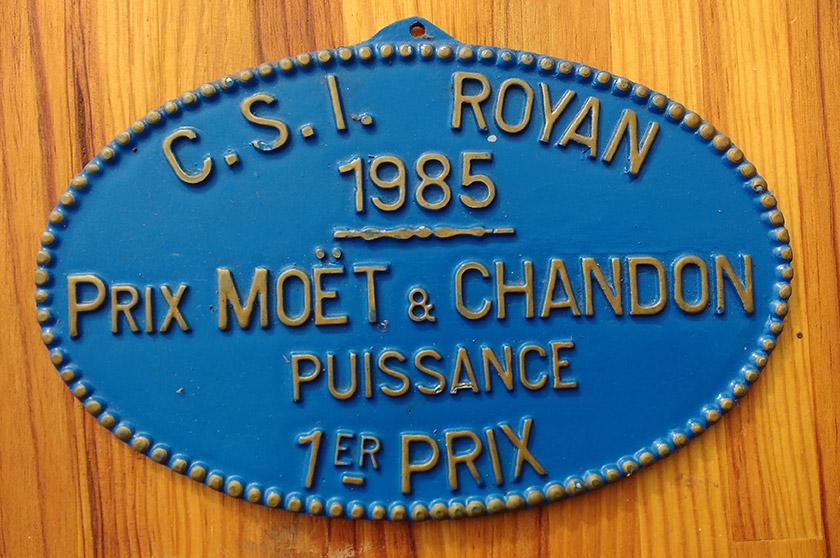 C.S.I. ROYAN
1985
PRIX MOËT & CHANDON
PUISSANCE
1ER PRIX